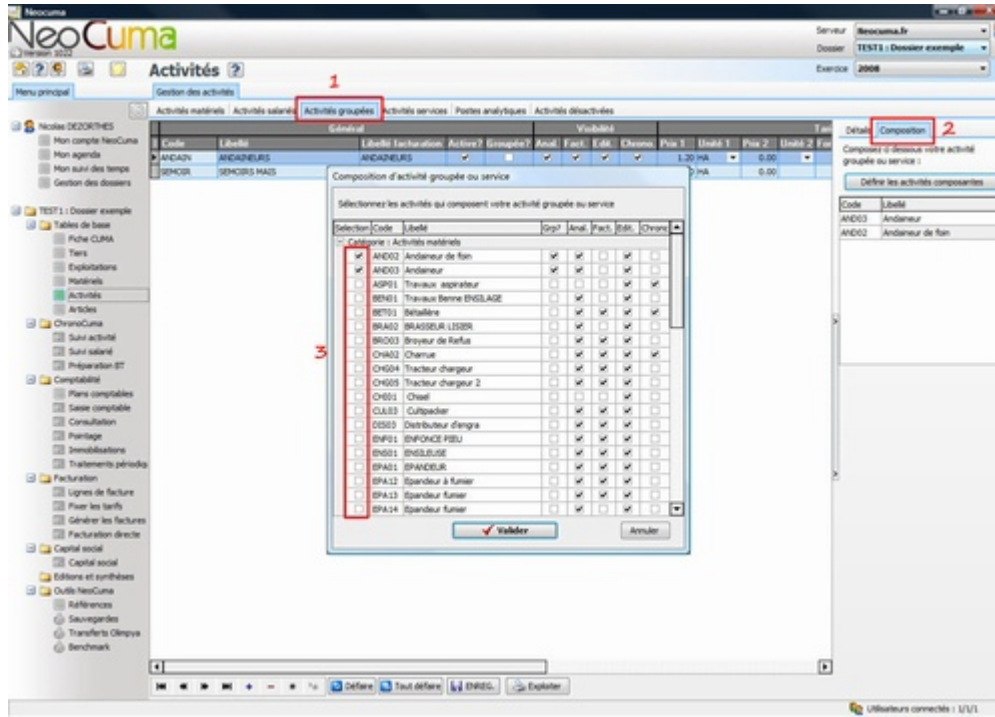 Neocuma
NeoCuma
Version 1022
Serveur Neocuma.fr
Dossier TEST1 : Dossier exemple
Exercice 2008
Activités
1
Menu principal
Gestion des activités
Activités matériels Activités salariés Activités groupées Activités services Postes analytiques Activités désactivées
Nicolas DEZORTHES
Mon compte NeoCuma
Mon agenda
Mon suivi des temps
Gestion des dossiers
TEST1 : Dossier exemple
Tables de base
Fiche CUMA
Tiers
Exploitations
Matériels
Activités
Articles
ChronoCuma
Suivi activité
Suivi salarié
Préparation BT
Comptabilité
Plans comptables
Saisie comptable
Consultation
Pointage
Immobilisations
Traitements périodiq
Facturation
Lignes de facture
Fixer les tarifs
Générer les factures
Facturation directe
Capital social
Capital social
Editions et synthèses
Outils NeoCuma
Références
Sauvegardes
Transferts Olimpya
Benchmark
Général Visibilité
Code Libellé Libellé facturation Active? Groupée? Anal. Fact. Edit. Chrono. Prix 1 Unité 1 Prix 2 Unité 2
ANDAIN ANDAINEURS ANDAINEURS 1.20 HA 0.00
SEMOIR SEMOIRS MAIS HA 0.00
Composition d'activité groupée ou service
Sélectionnez les activités qui composent votre activité groupée ou service
Selection Code Libellé Grp? Anal. Fact. Edit. Chrono
Catégorie : Activités matériels
AND02 Andaineur de foin
AND03 Andaineur
ASP01 Travaux aspirateur
BEN01 Travaux Benne ENSILAGE
BET01 Bétaillère
BRA02 BRASSEUR LISIER
BRO03 Broyeur de Refus
CHA02 Charrue
CHG04 Tracteur chargeur
CHG05 Tracteur chargeur 2
CHI01 Chisel
CUL03 Cultipacker
DIS03 Distributeur d'engra
ENF01 ENFONCE PIEU
ENS01 ENSILEUSE
EPA01 EPANDEUR
EPA12 Epandeur à fumier
EPA13 Epandeur fumier
EPA14 Epandeur fumier
3
Valider
Annuler
Détails Composition
2
Composez ci dessous votre activité
groupée ou service :
Définir les activités composantes
Code Libellé
AND03 Andaineur
AND02 Andaineur de foin
Défaire Tout défaire ENREG. Exploiter
Utilisateurs connectés : 1/1/1